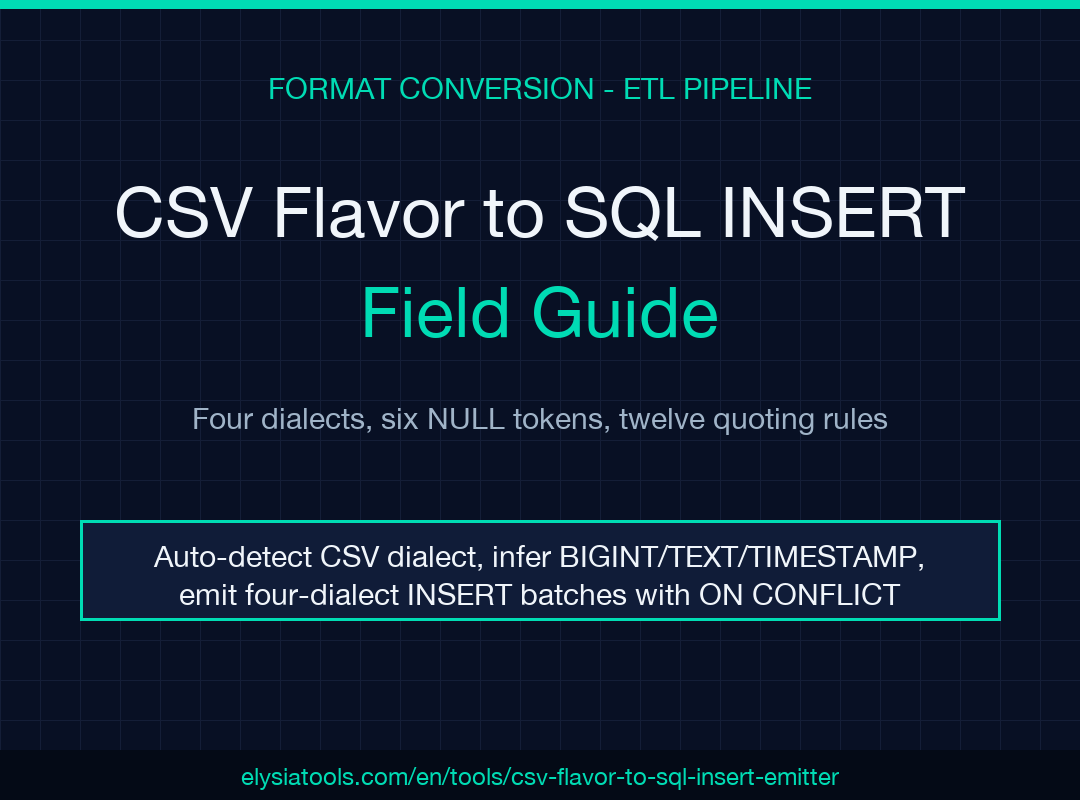 FORMAT CONVERSION - ETL PIPELINE
CSV Flavor to SQL INSERT
Field Guide
Four dialects, six NULL tokens, twelve quoting rules
Auto-detect CSV dialect, infer BIGINT/TEXT/TIMESTAMP,
emit four-dialect INSERT batches with ON CONFLICT
elysiatools.com/en/tools/csv-flavor-to-sql-insert-emitter